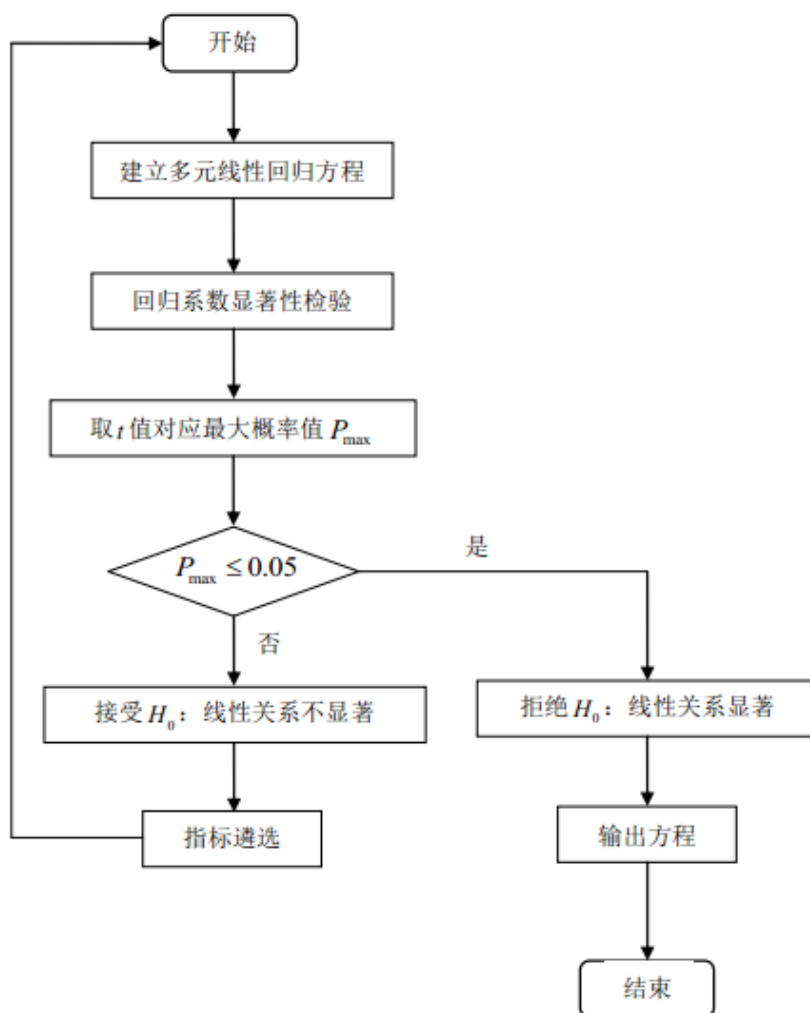 开始
建立多元线性回归方程
回归系数显著性检验
取t值对应最大概率值P_max
P_max ≤ 0.05
是
否
接受H_0：线性关系不显著
拒绝H_0：线性关系显著
指标遴选
输出方程
结束